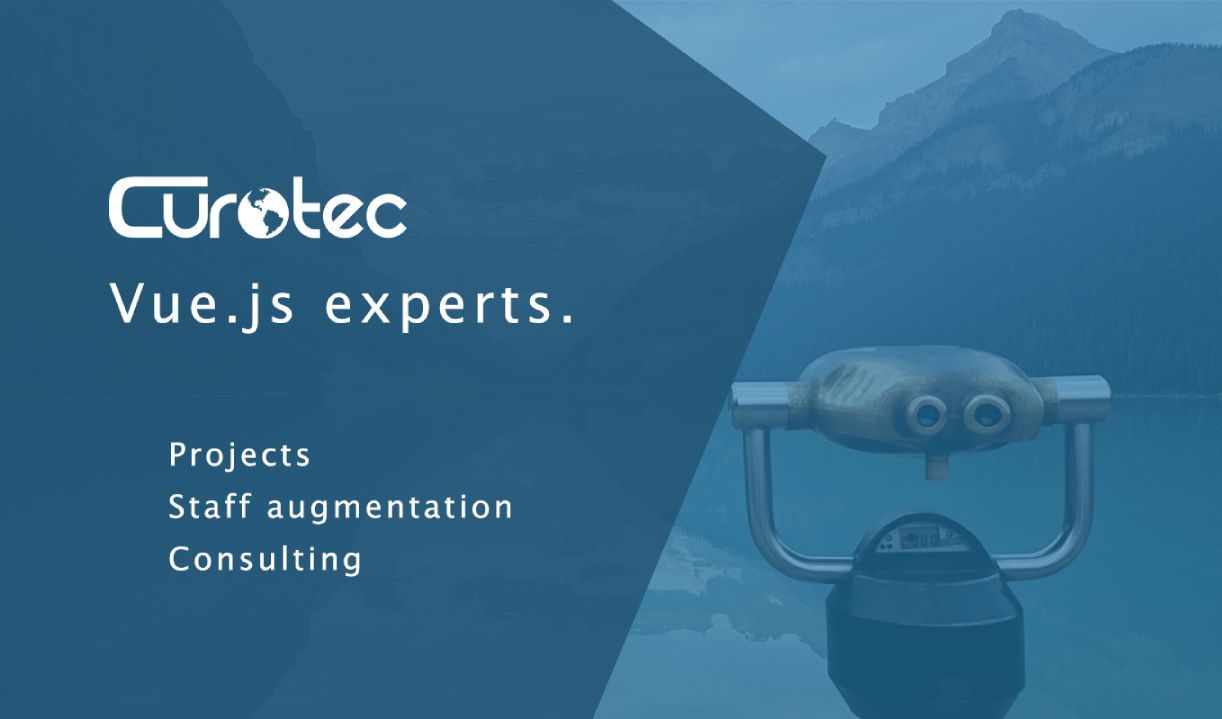 Curotec
Vue.js experts.
Projects
Staff augmentation
Consulting